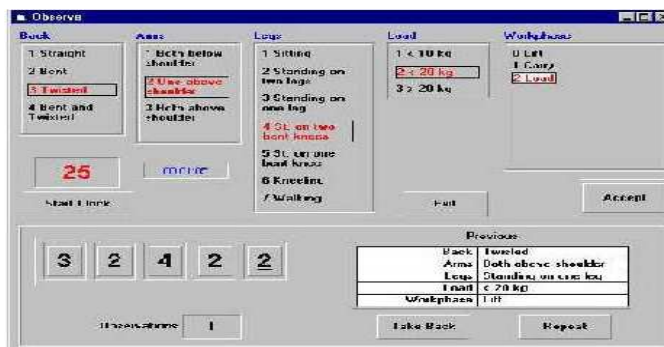 Observe
Back
Arms
Legs
Load
Workphase
1 Straight
2 Bent
3 Twisted
4 Bent and
Twisted
1 Both below
shoulder
2 One above
shoulder
3 Both above
shoulder
1 Sitting
2 Standing on
two legs
3 Standing on
one leg
4 St. on two
bent knees
5 St. on one
bent knee
6 Kneeling
7 Walking
1 < 10 kg
2 < 20 kg
3 > 20 kg
0 Lift
1 Carry
2 Load
25
Start Clock
Exit
Accept
3 2 4 2 2
Previous
Back Twisted
Arms Both above shoulder
Legs Standing on one leg
Load < 20 kg
Workphase Lift
Observations 1
Take Back
Repeat